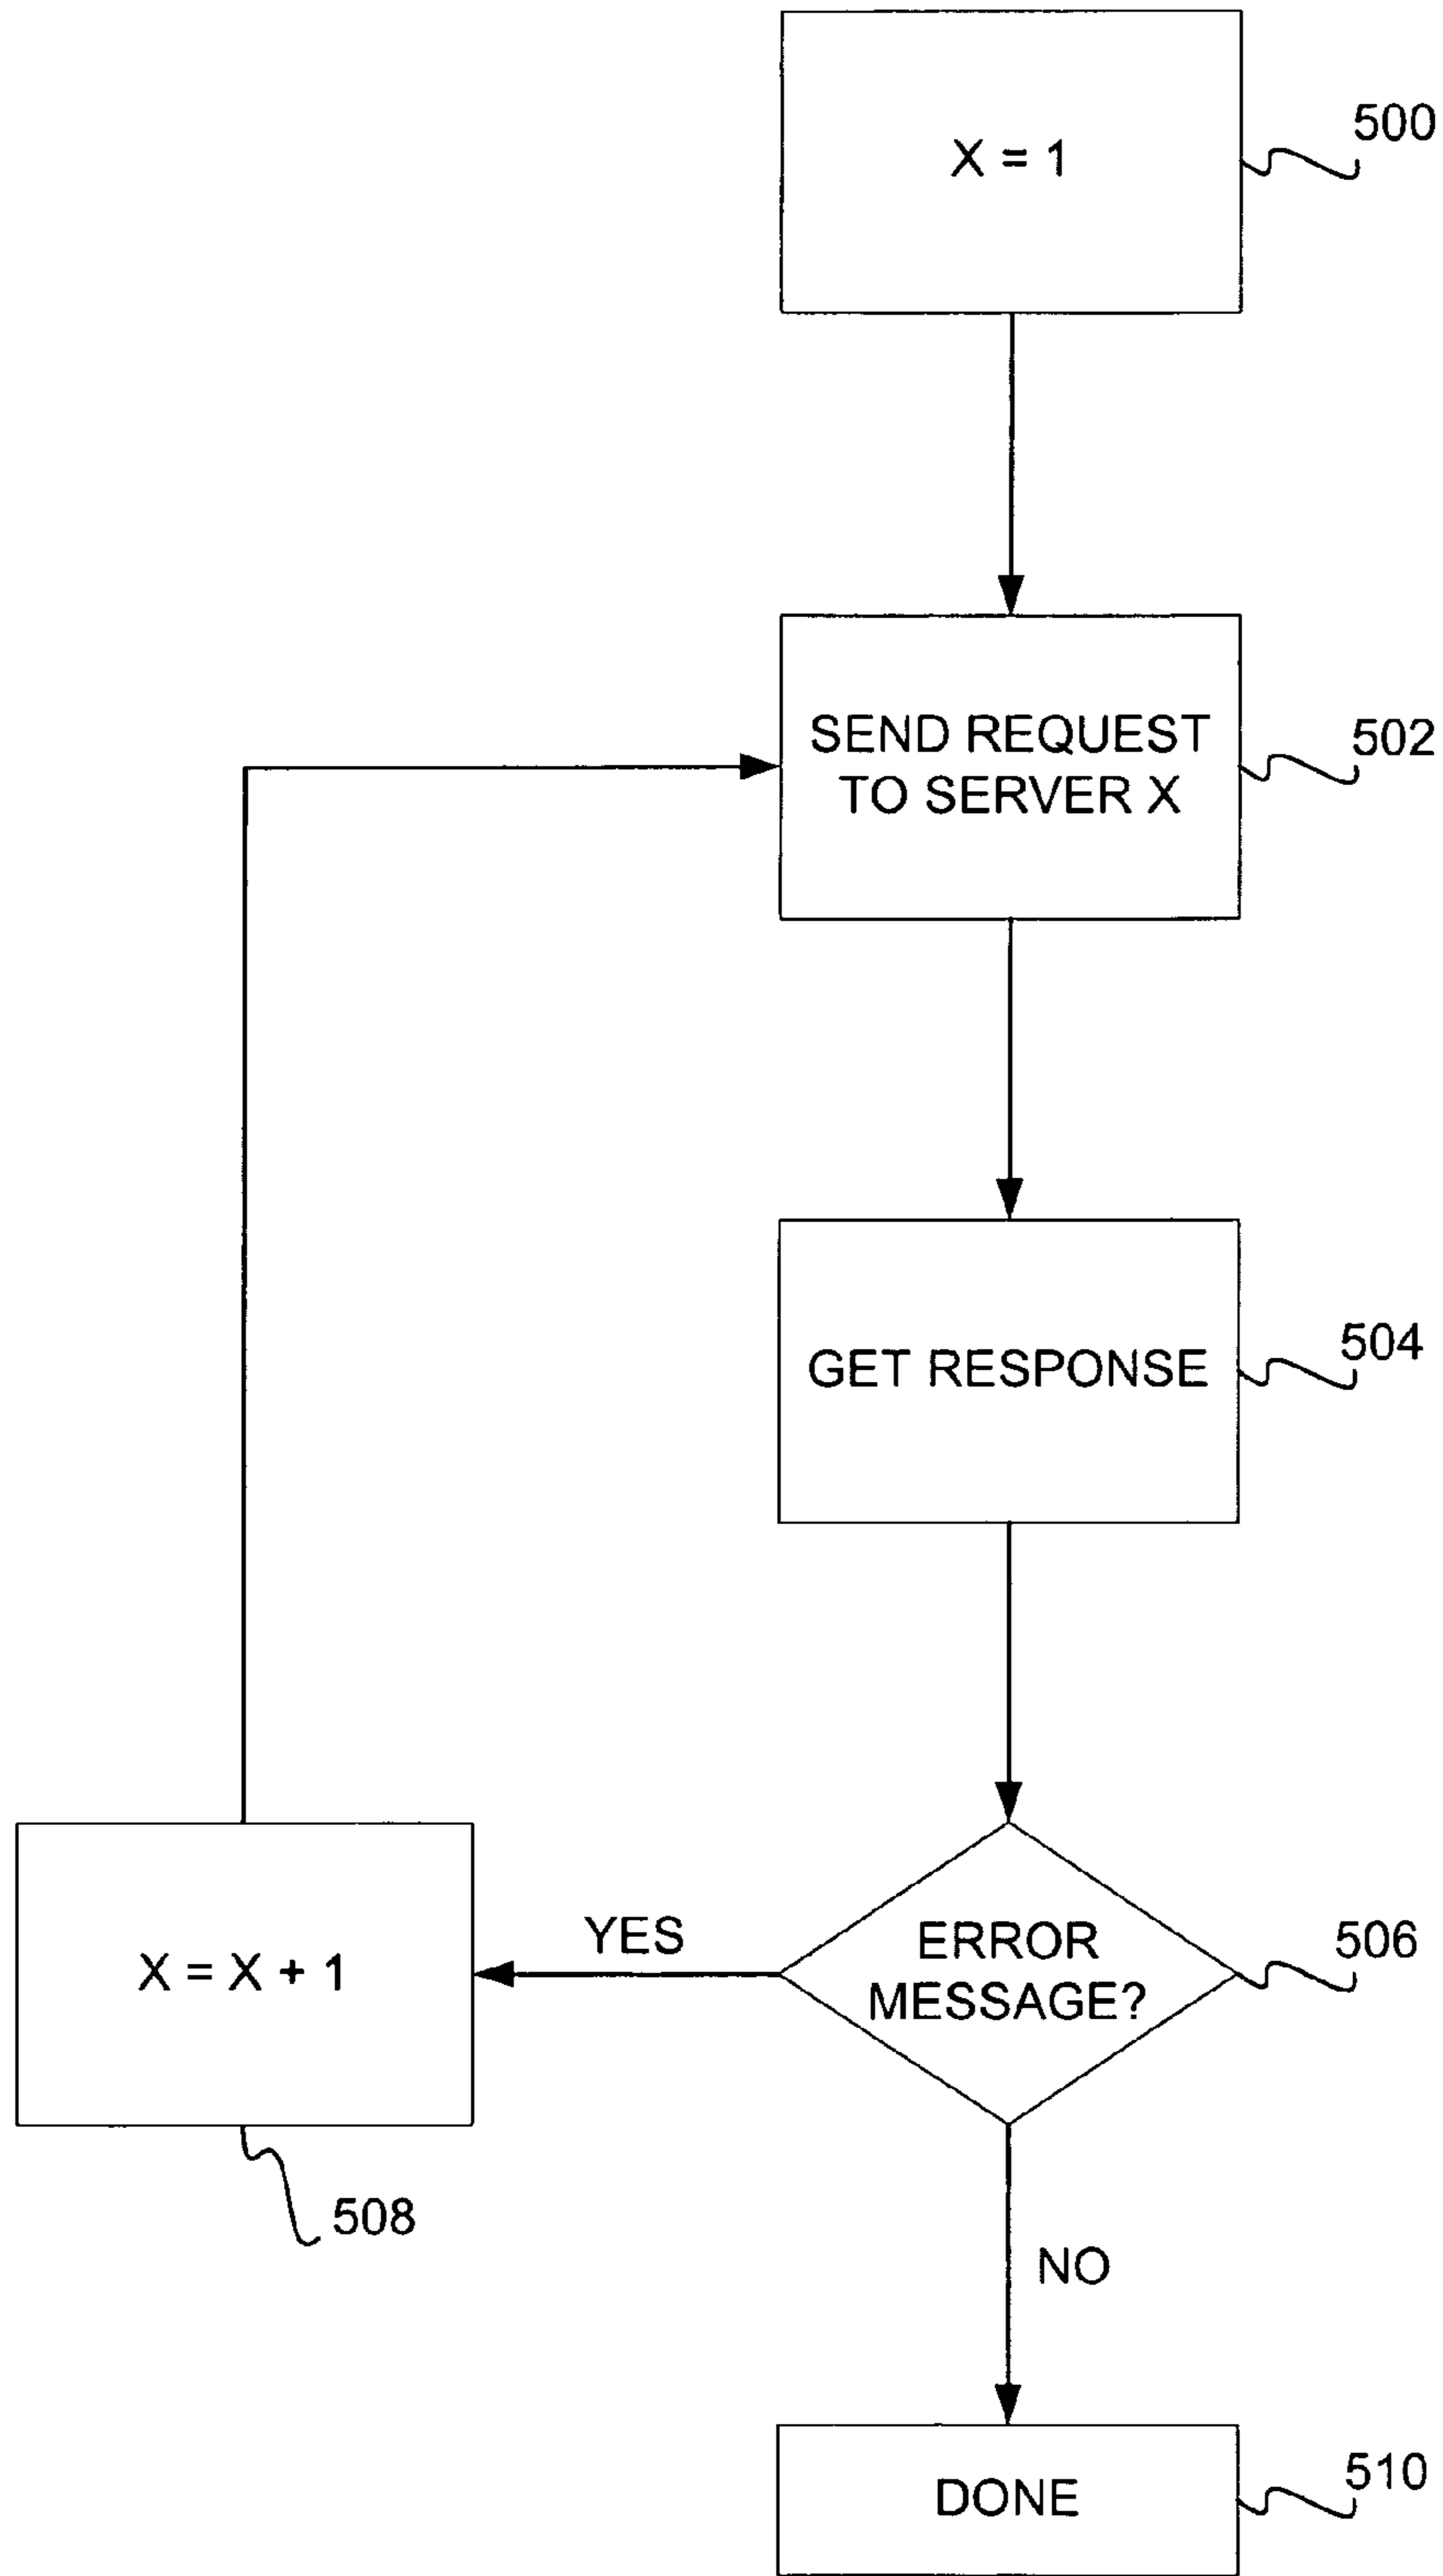 X = 1
500
SEND REQUEST
TO SERVER X
502
GET RESPONSE
504
ERROR
MESSAGE?
506
YES
X = X + 1
508
NO
DONE
510